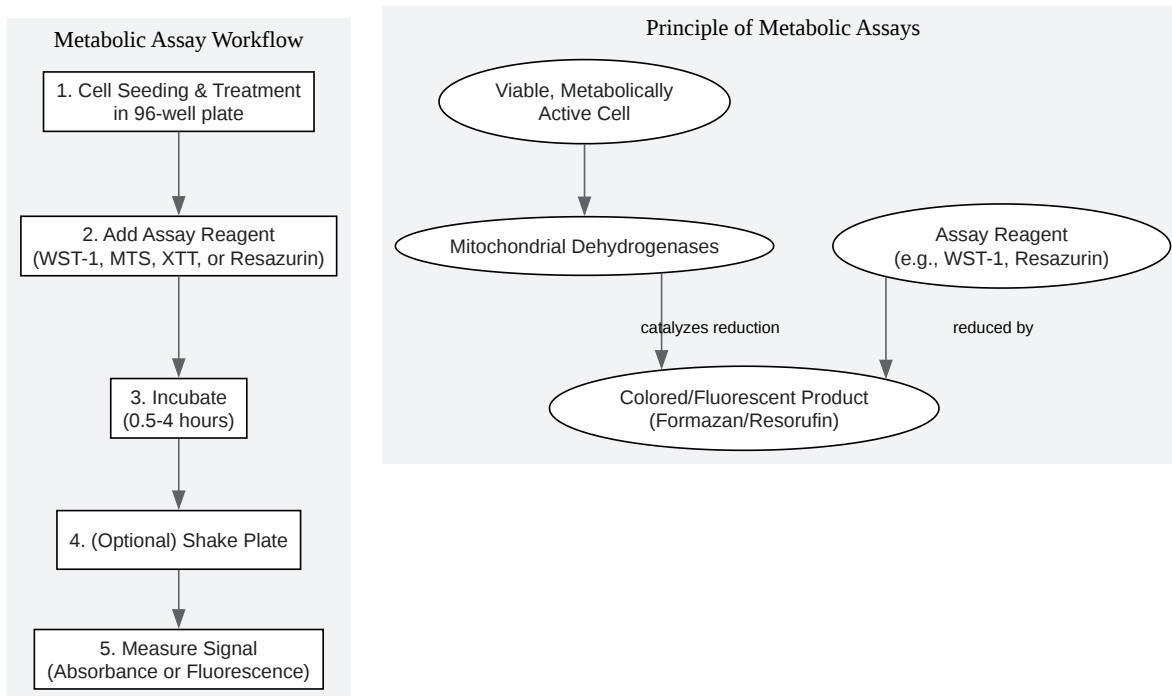 Metabolic Assay Workflow
1. Cell Seeding & Treatment
in 96-well plate
2. Add Assay Reagent
(WST-1, MTS, XTT, or Resazurin)
3. Incubate
(0.5-4 hours)
4. (Optional) Shake Plate
5. Measure Signal
(Absorbance or Fluorescence)
Principle of Metabolic Assays
Viable, Metabolically
Active Cell
Mitochondrial Dehydrogenases
Assay Reagent
(e.g., WST-1, Resazurin)
catalyzes reduction
reduced by
Colored/Fluorescent Product
(Formazan/Resorufin)